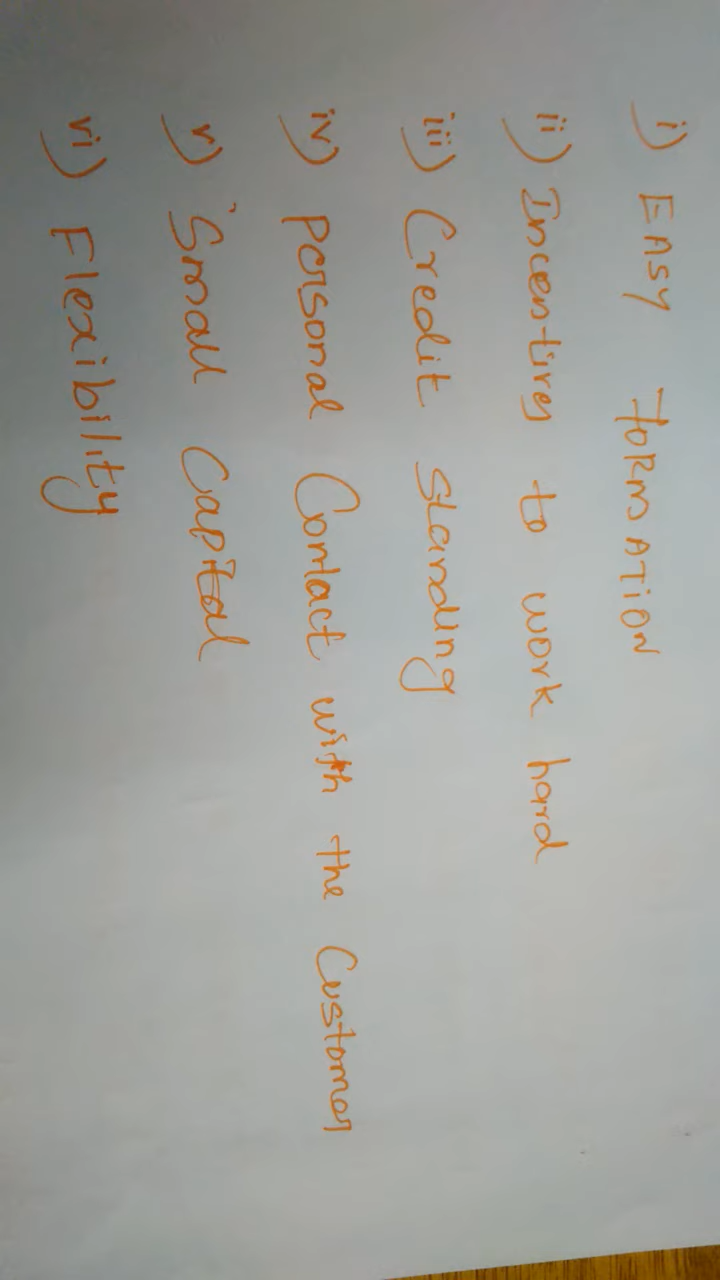 i) EASY FORMATION
ii) Incentives to work hard
iii) Credit standing
iv) personal Contact with the Customer
v) Small Capital
vi) Flexibility